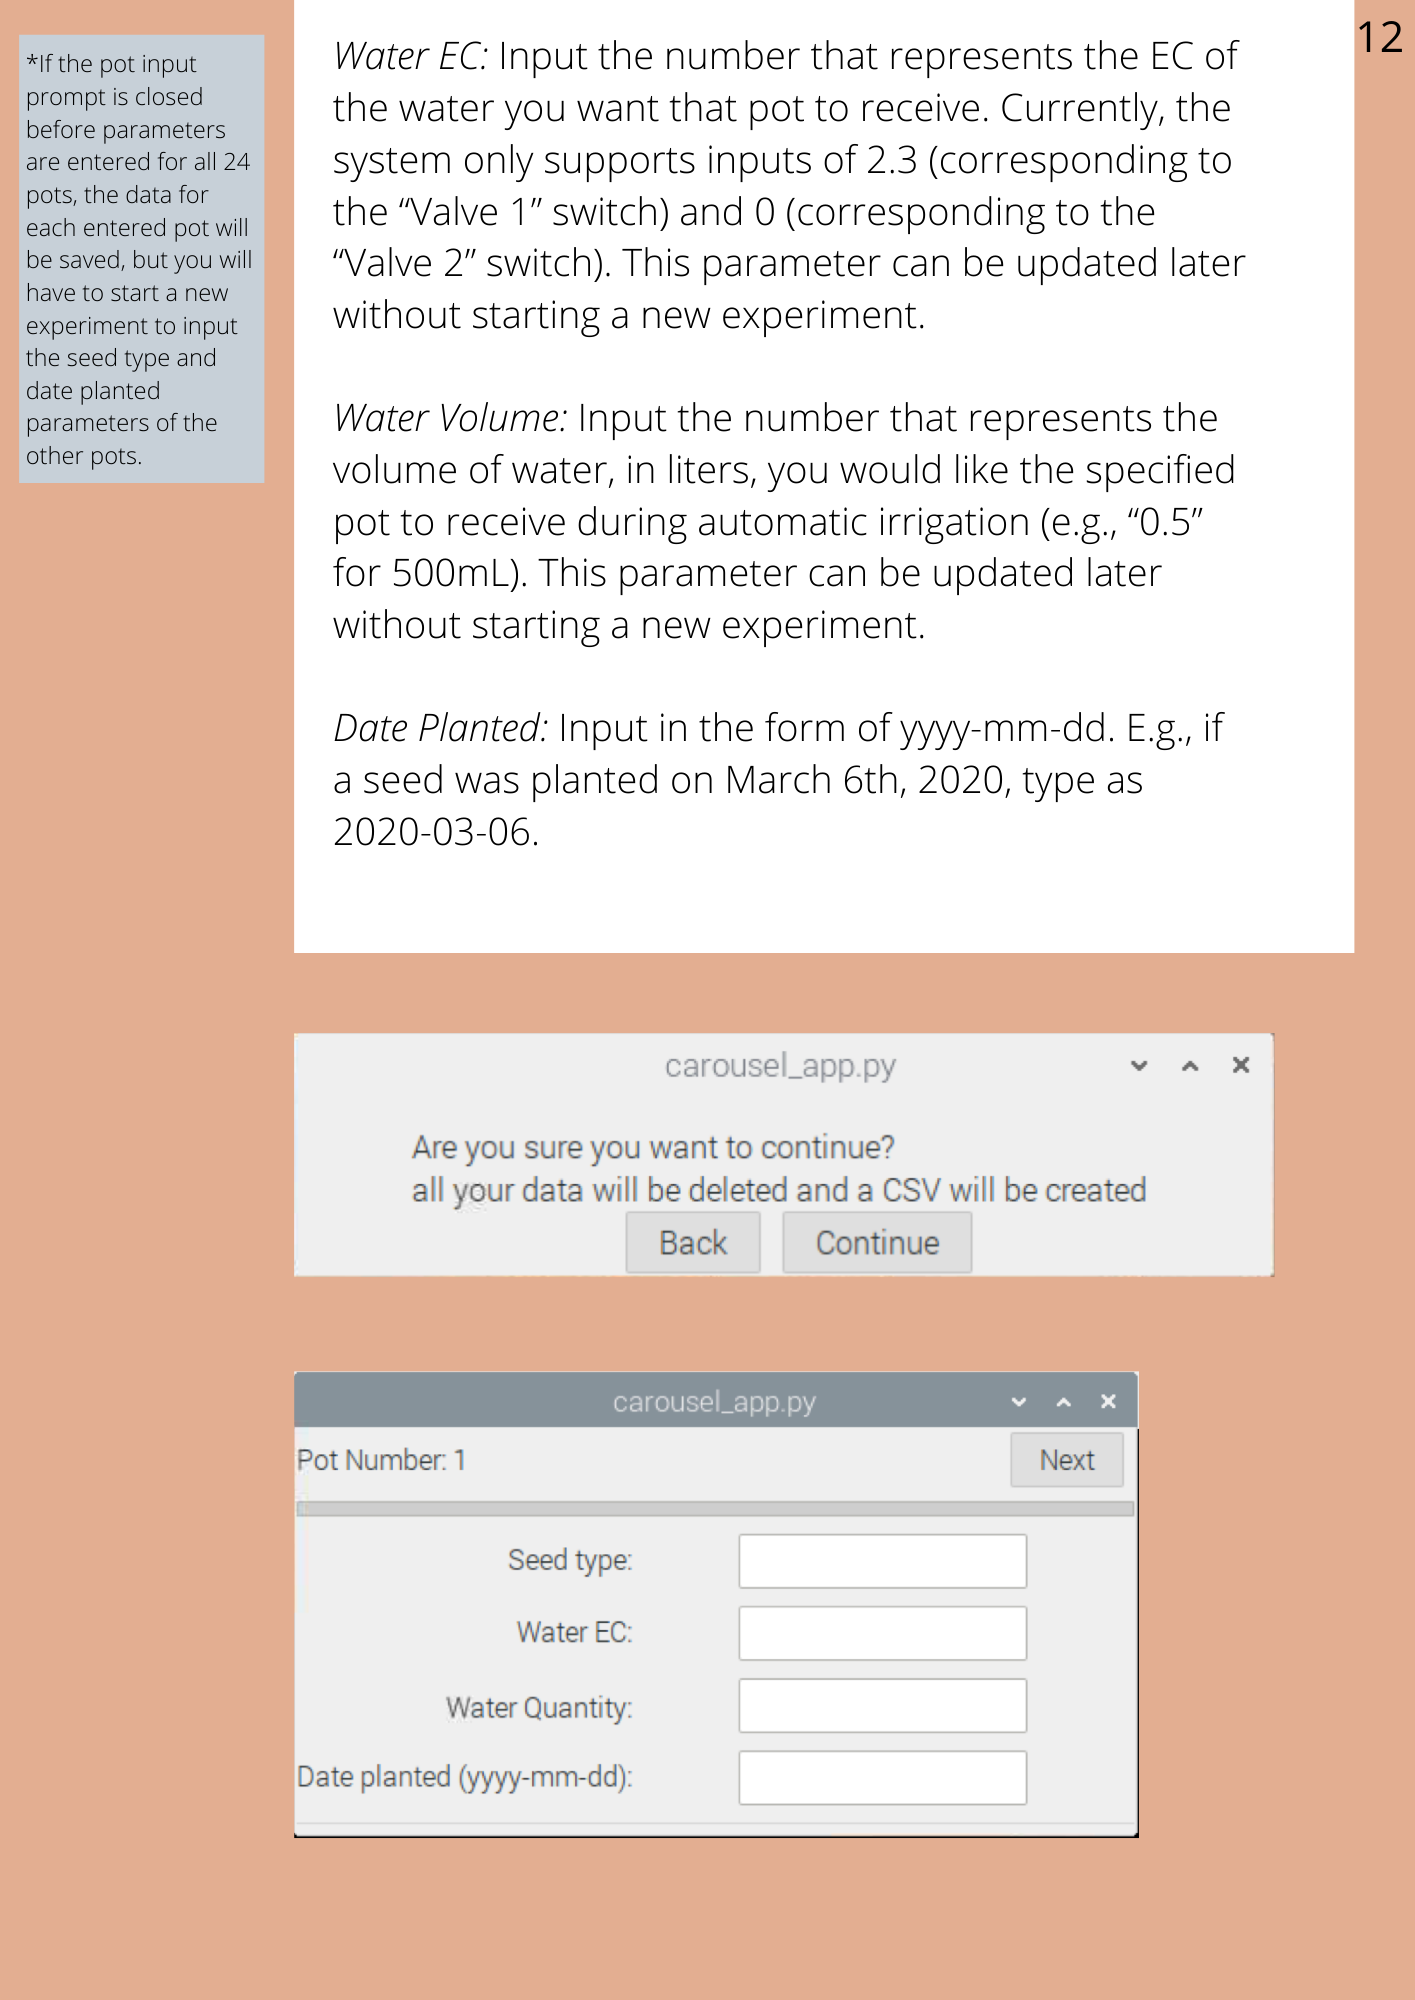 12
*If the pot input
prompt is closed
before parameters
are entered for all 24
pots, the data for
each entered pot will
be saved, but you will
have to start a new
experiment to input
the seed type and
date planted
parameters of the
other pots.
Water EC: Input the number that represents the EC of
the water you want that pot to receive. Currently, the
system only supports inputs of 2.3 (corresponding to
the “Valve 1” switch) and 0 (corresponding to the
“Valve 2” switch). This parameter can be updated later
without starting a new experiment.
Water Volume: Input the number that represents the
volume of water, in liters, you would like the specified
pot to receive during automatic irrigation (e.g., “0.5”
for 500mL). This parameter can be updated later
without starting a new experiment.
Date Planted: Input in the form of yyyy-mm-dd. E.g., if
a seed was planted on March 6th, 2020, type as
2020-03-06.
carousel_app.py
Are you sure you want to continue?
all your data will be deleted and a CSV will be created
Back Continue
carousel_app.py
Pot Number: 1 Next
Seed type:
Water EC:
Water Quantity:
Date planted (yyyy-mm-dd):